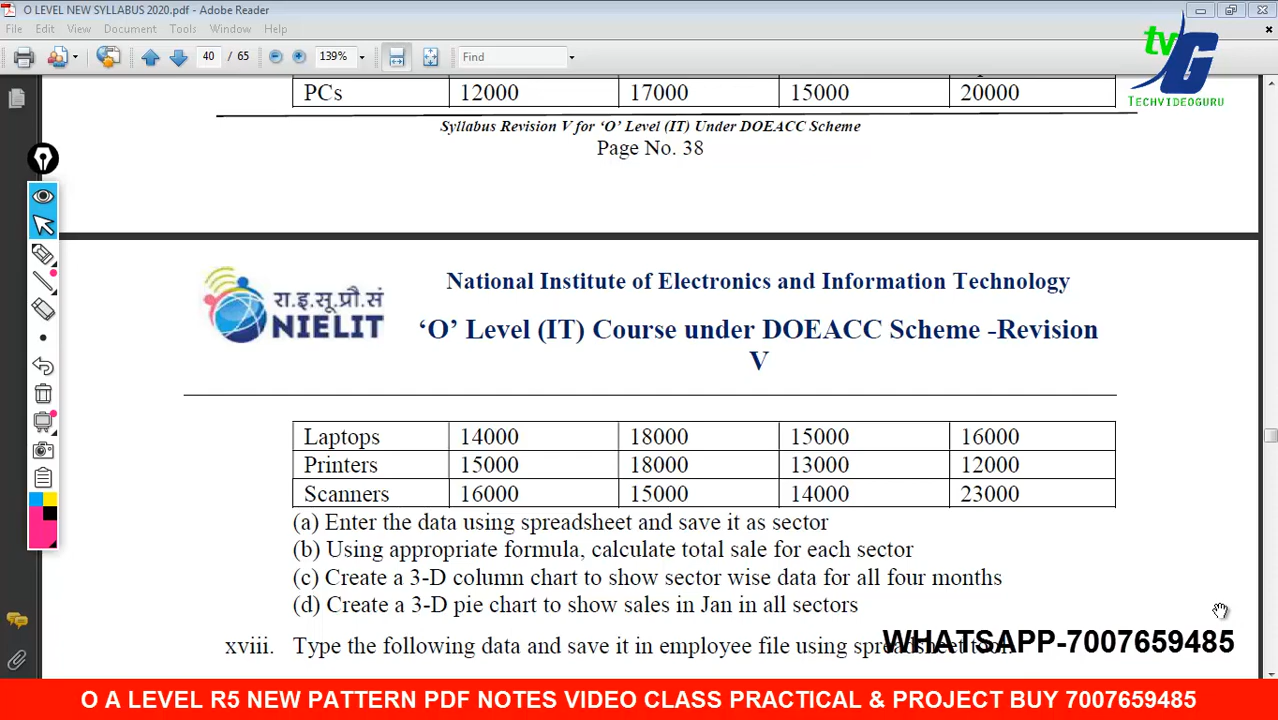 O LEVEL NEW SYLLABUS 2020.pdf - Adobe Reader
File Edit View Document Tools Window Help
40 / 65 139% Find
tv G
TECHVIDEOGURU
PCs 12000 17000 15000 20000
Syllabus Revision V for ‘O’ Level (IT) Under DOEACC Scheme
Page No. 38
रा.इ.सू.प्रौ.सं
NIELIT
National Institute of Electronics and Information Technology
‘O’ Level (IT) Course under DOEACC Scheme -Revision
V
Laptops 14000 18000 15000 16000
Printers 15000 18000 13000 12000
Scanners 16000 15000 14000 23000
(a) Enter the data using spreadsheet and save it as sector
(b) Using appropriate formula, calculate total sale for each sector
(c) Create a 3-D column chart to show sector wise data for all four months
(d) Create a 3-D pie chart to show sales in Jan in all sectors
xviii. Type the following data and save it in employee file using spreadsheet tool.
WHATSAPP-7007659485
O A LEVEL R5 NEW PATTERN PDF NOTES VIDEO CLASS PRACTICAL & PROJECT BUY 7007659485